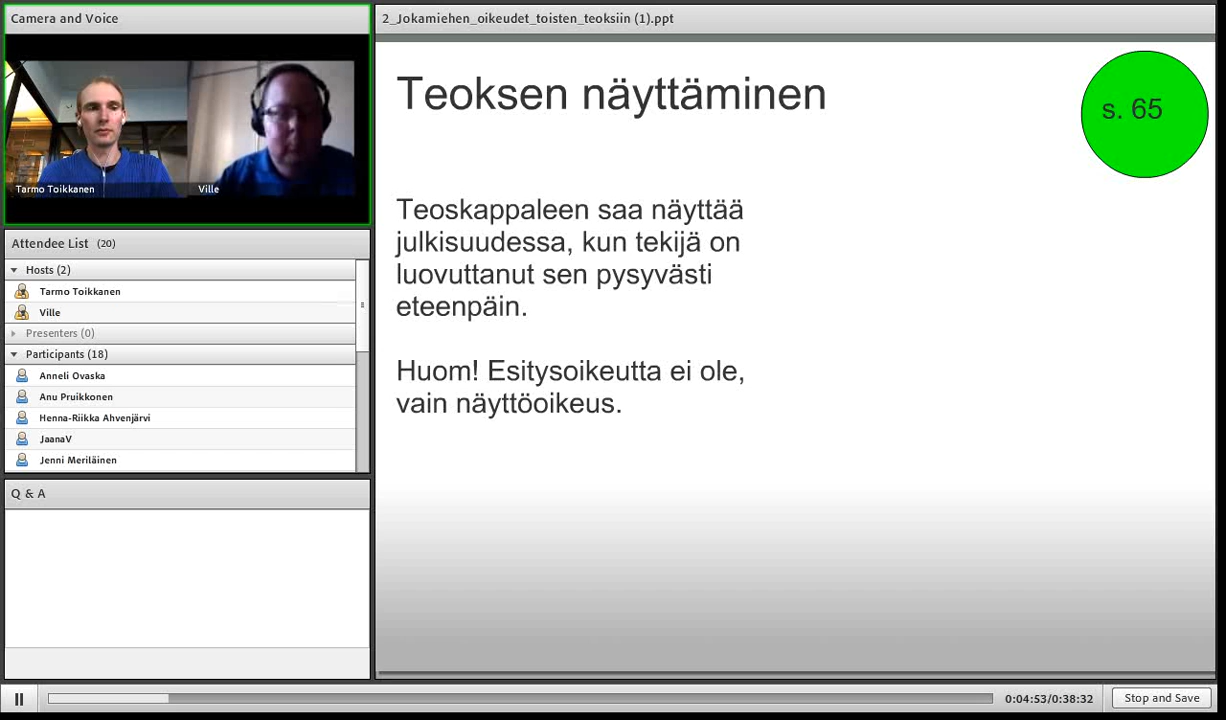 Camera and Voice
Tarmo Toikkanen
Ville
Attendee List (20)
Hosts (2)
Tarmo Toikkanen
Ville
Presenters (0)
Participants (18)
Anneli Ovaska
Anu Pruikkonen
Henna-Riikka Ahvenjärvi
JaanaV
Jenni Meriläinen
Q & A
2_Jokamiehen_oikeudet_toisten_teoksiin (1).ppt
Teoksen näyttäminen
s. 65
Teoskappaleen saa näyttää
julkisuudessa, kun tekijä on
luovuttanut sen pysyvästi
eteenpäin.
Huom! Esitysoikeutta ei ole,
vain näyttöoikeus.
0:04:53/0:38:32
Stop and Save